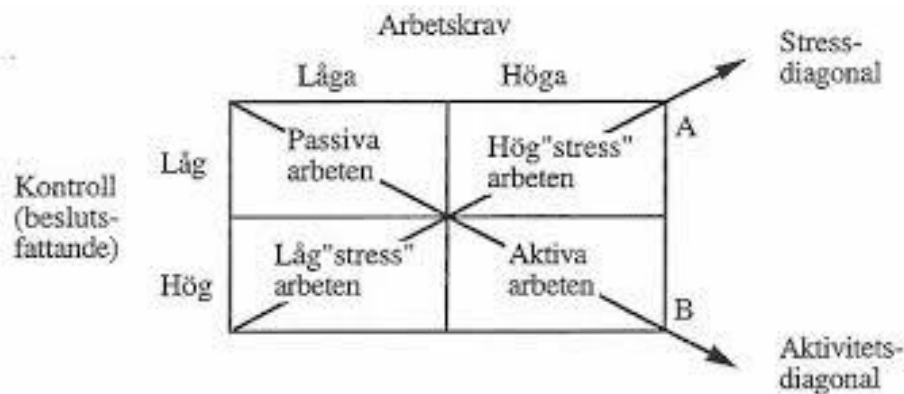 Arbetskrav
Låga
Höga
Stress-
diagonal
Låg
Passiva
arbeten
Hög"stress"
arbeten
A
Kontroll
(besluts-
fattande)
Hög
Låg"stress"
arbeten
Aktiva
arbeten
B
Aktivitets-
diagonal